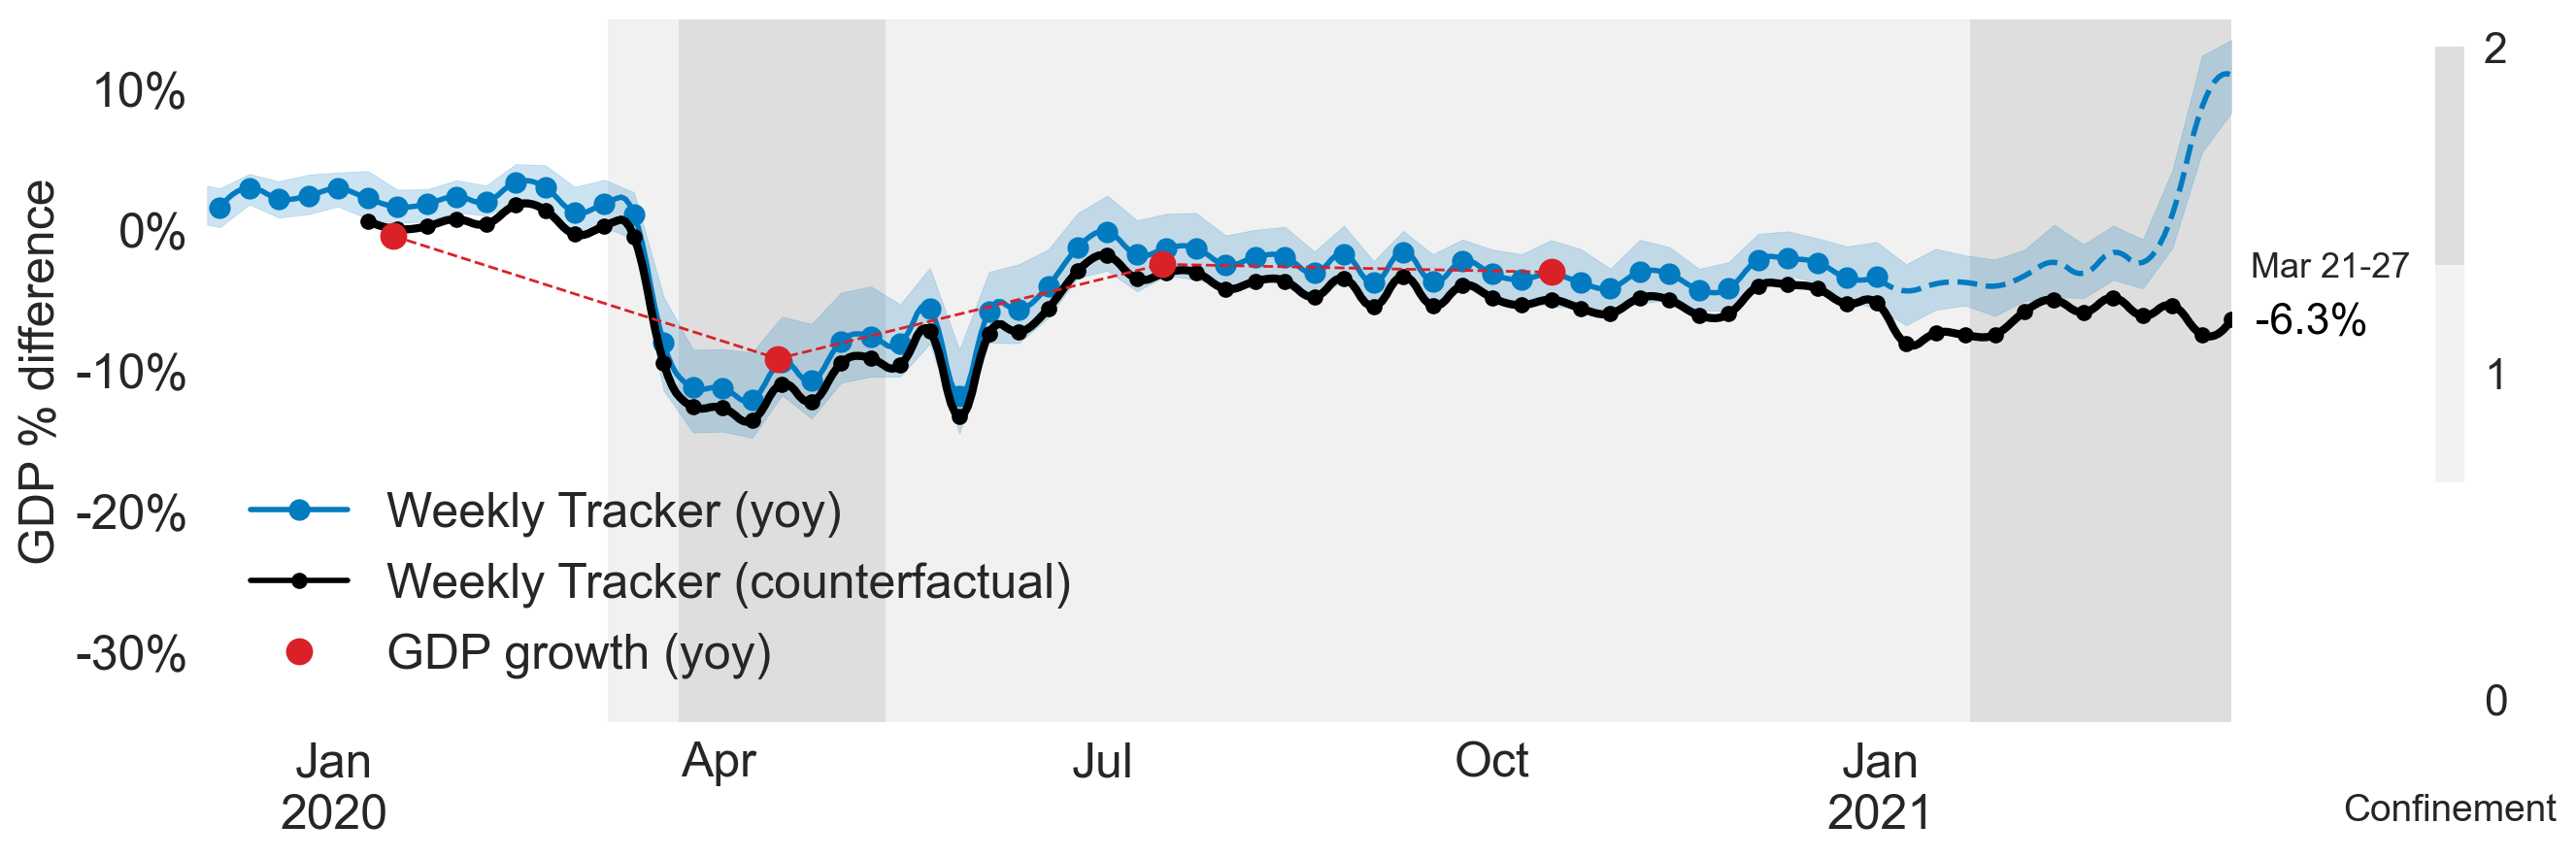 GDP % difference
10%
0%
-10%
-20%
-30%
Weekly Tracker (yoy)
Weekly Tracker (counterfactual)
GDP growth (yoy)
Jan
2020
Apr
Jul
Oct
Jan
2021
Mar 21-27
-6.3%
2
1
0
Confinement